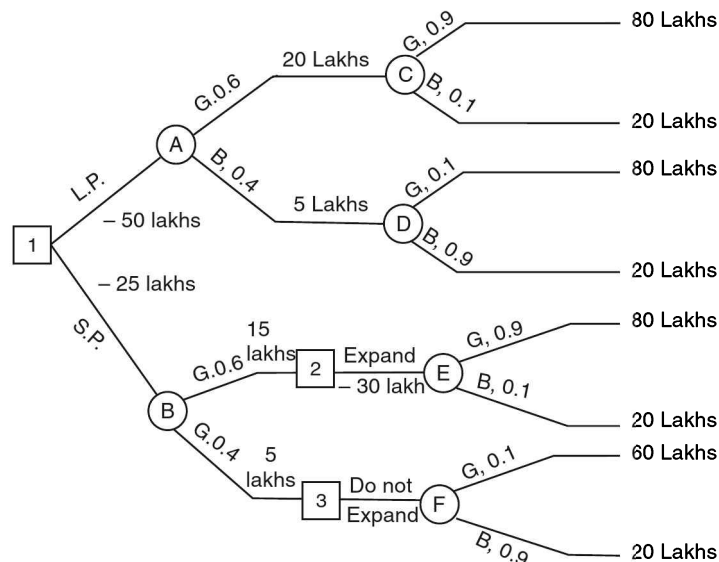 80 Lakhs
G, 0.9
20 Lakhs
C
B, 0.1
G.0.6
20 Lakhs
A
80 Lakhs
B, 0.4
G, 0.1
L.P.
5 Lakhs
D
– 50 lakhs
B, 0.9
1
20 Lakhs
– 25 lakhs
80 Lakhs
S.P.
15
lakhs
G, 0.9
Expand
G.0.6
2
E
– 30 lakh
B, 0.1
B
20 Lakhs
G.0.4
60 Lakhs
5
lakhs
G, 0.1
Do not
3
F
Expand
B, 0.9
20 Lakhs